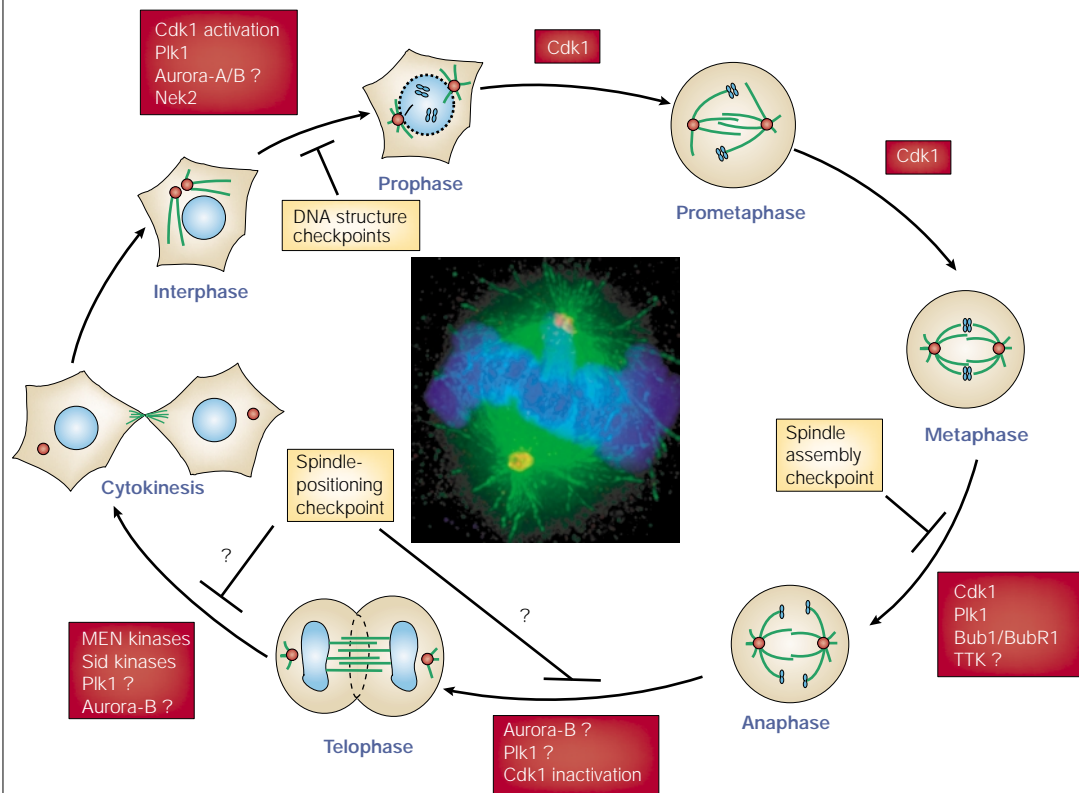 Cdk1 activation
Plk1
Aurora-A/B ?
Nek2
Cdk1
Prophase
Prometaphase
Cdk1
DNA structure
checkpoints
Interphase
Metaphase
Spindle
assembly
checkpoint
Cdk1
Plk1
Bub1/BubR1
TTK ?
Anaphase
Spindle-
positioning
checkpoint
?
?
Aurora-B ?
Plk1 ?
Cdk1 inactivation
Telophase
MEN kinases
Sid kinases
Plk1 ?
Aurora-B ?
Cytokinesis